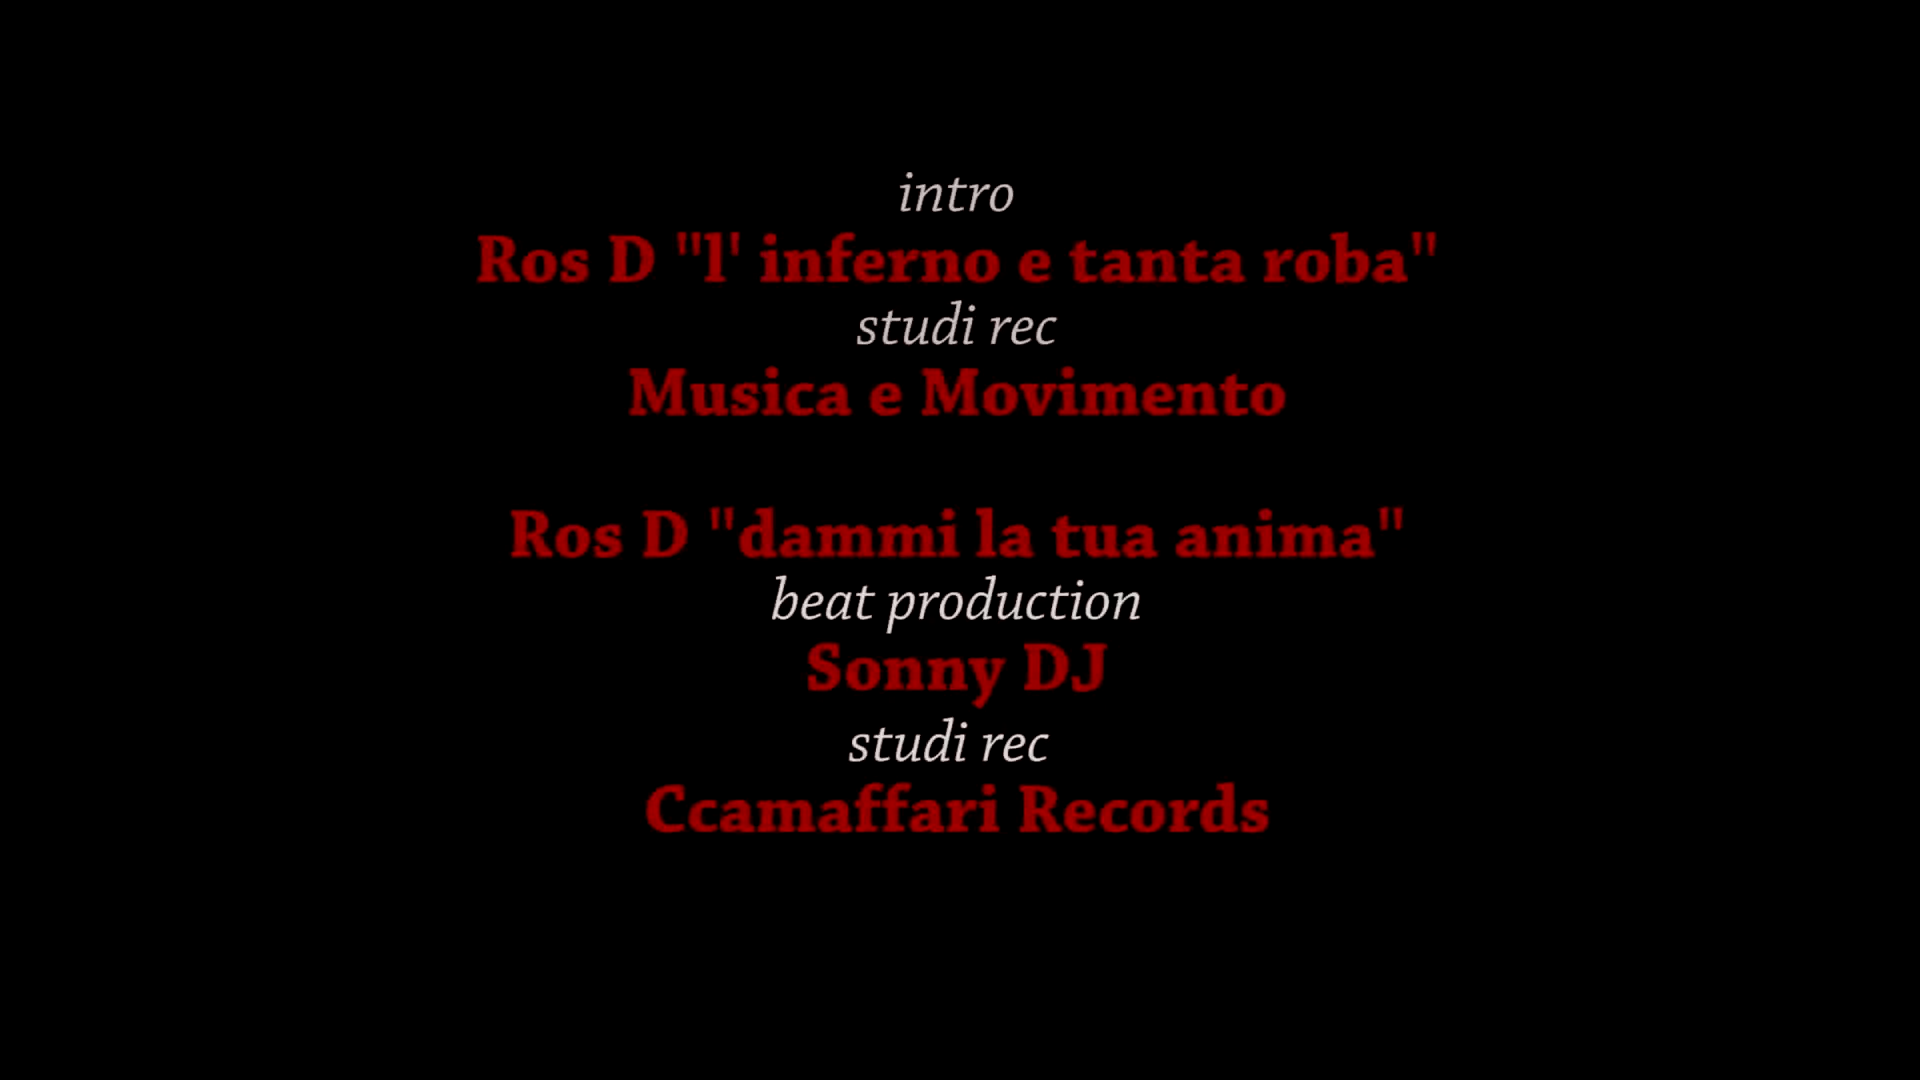 intro
Ros D "l' inferno e tanta roba"
studi rec
Musica e Movimento
Ros D "dammi la tua anima"
beat production
Sonny DJ
studi rec
Ccamaffari Records